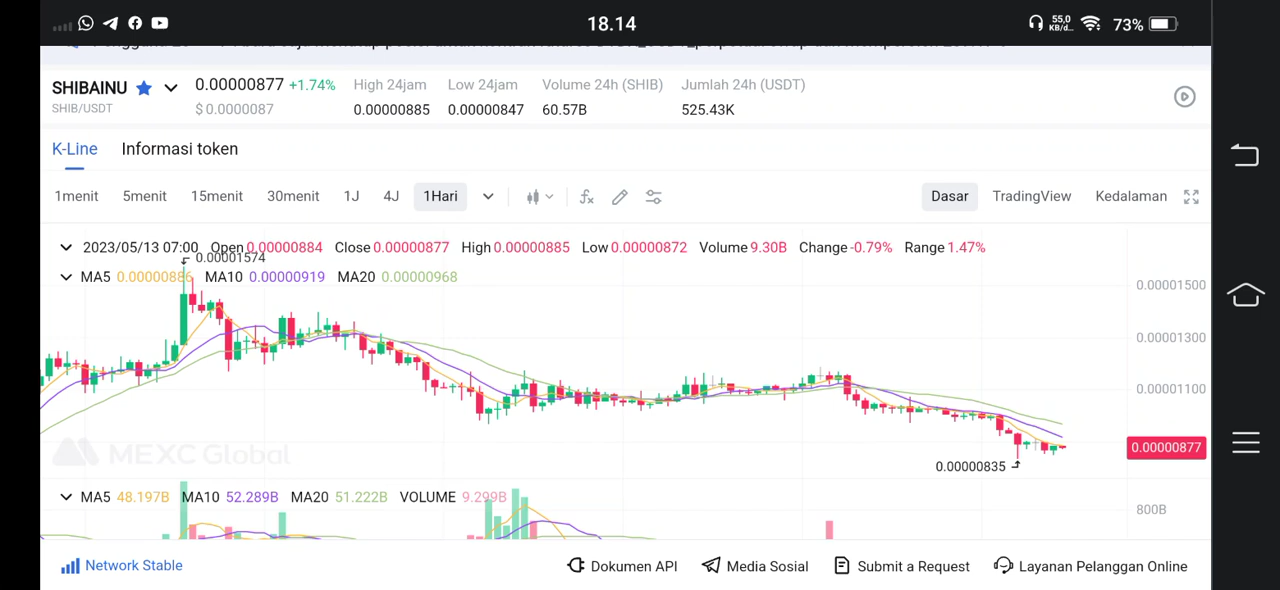 18.14
55,0
KB/d...
73%
SHIBAINU
SHIB/USDT
0.00000877 +1.74%
$ 0.0000087
High 24jam
0.00000885
Low 24jam
0.00000847
Volume 24h (SHIB)
60.57B
Jumlah 24h (USDT)
525.43K
K-Line
Informasi token
1menit 5menit 15menit 30menit 1J 4J 1Hari
Dasar TradingView Kedalaman
2023/05/13 07:00 Open 0.00000884 Close 0.00000877 High 0.00000885 Low 0.00000872 Volume 9.30B Change -0.79% Range 1.47%
0.00001574
MA5 0.00000886 MA10 0.00000919 MA20 0.00000968
0.00001500
0.00001300
0.00001100
0.00000877
MEXC Global
0.00000835
MA5 48.197B MA10 52.289B MA20 51.222B VOLUME 9.299B
800B
Network Stable
Dokumen API
Media Sosial
Submit a Request
Layanan Pelanggan Online